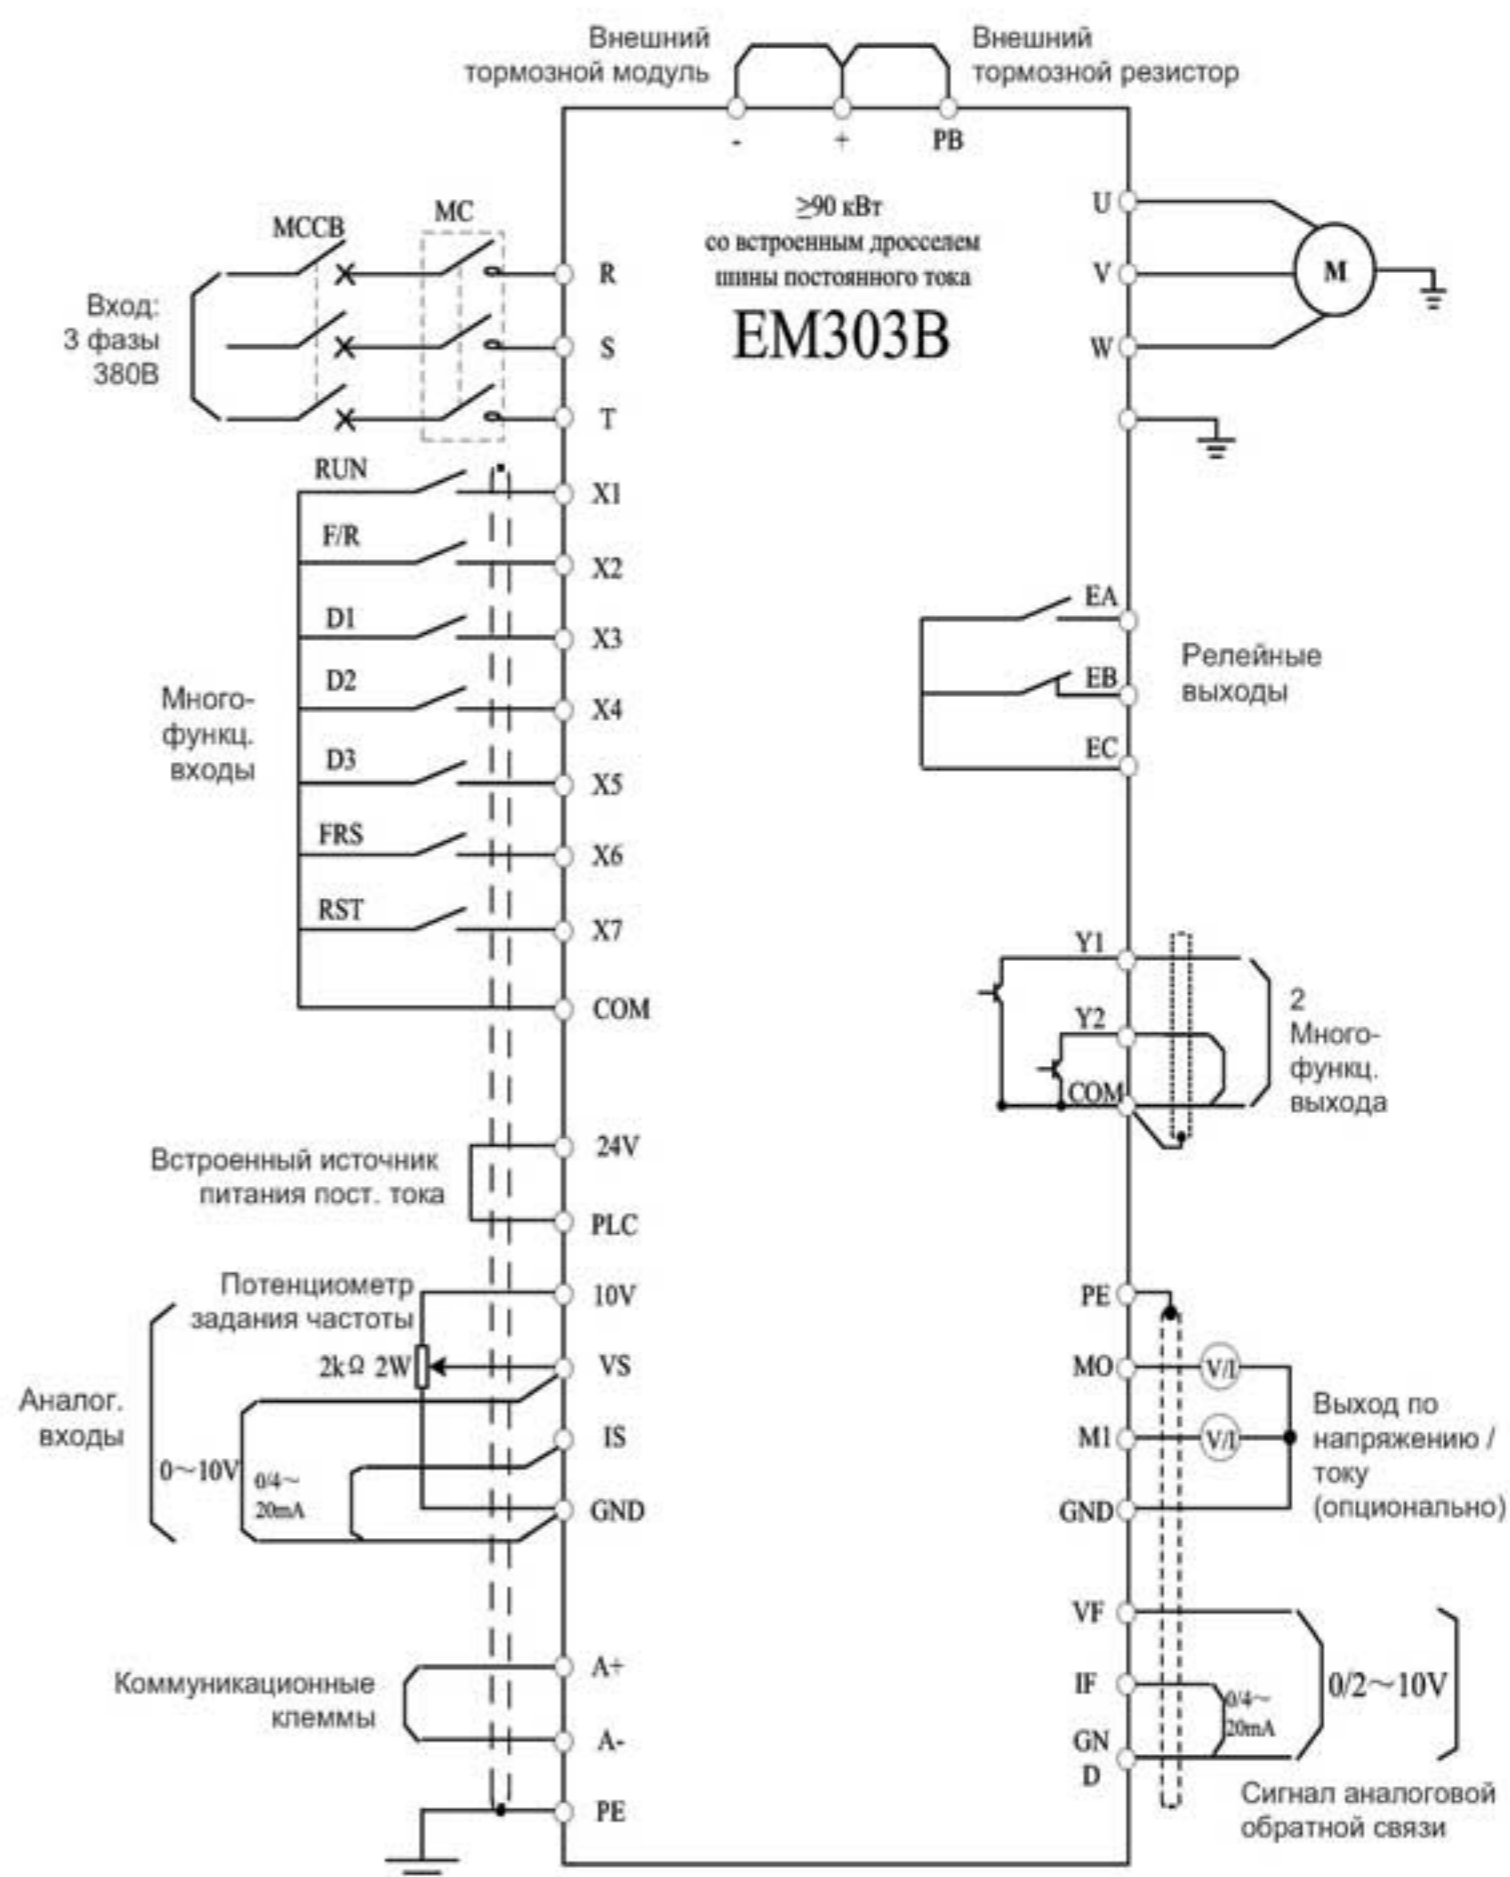 Внешний
тормозной модуль
Внешний
тормозной резистор
-
+
PB
≥90 кВт
со встроенным дросселем
шины постоянного тока
EM303B
MCCB
MC
Вход:
3 фазы
380В
R
S
T
U
V
W
M
RUN
X1
F/R
X2
D1
X3
D2
X4
D3
X5
FRS
X6
RST
X7
COM
Много-
функц.
входы
EA
EB
EC
Релейные
выходы
Y1
Y2
COM
2
Много-
функц.
выхода
Встроенный источник
питания пост. тока
24V
PLC
Потенциометр
задания частоты
2kΩ 2W
10V
VS
IS
GND
Аналог.
входы
0～10V
0/4～
20mA
PE
MO
V/I
M1
V/I
GND
Выход по
напряжению /
току
(опционально)
VF
IF
GN
D
0/4～
20mA
0/2～10V
Сигнал аналоговой
обратной связи
Коммуникационные
клеммы
A+
A-
PE